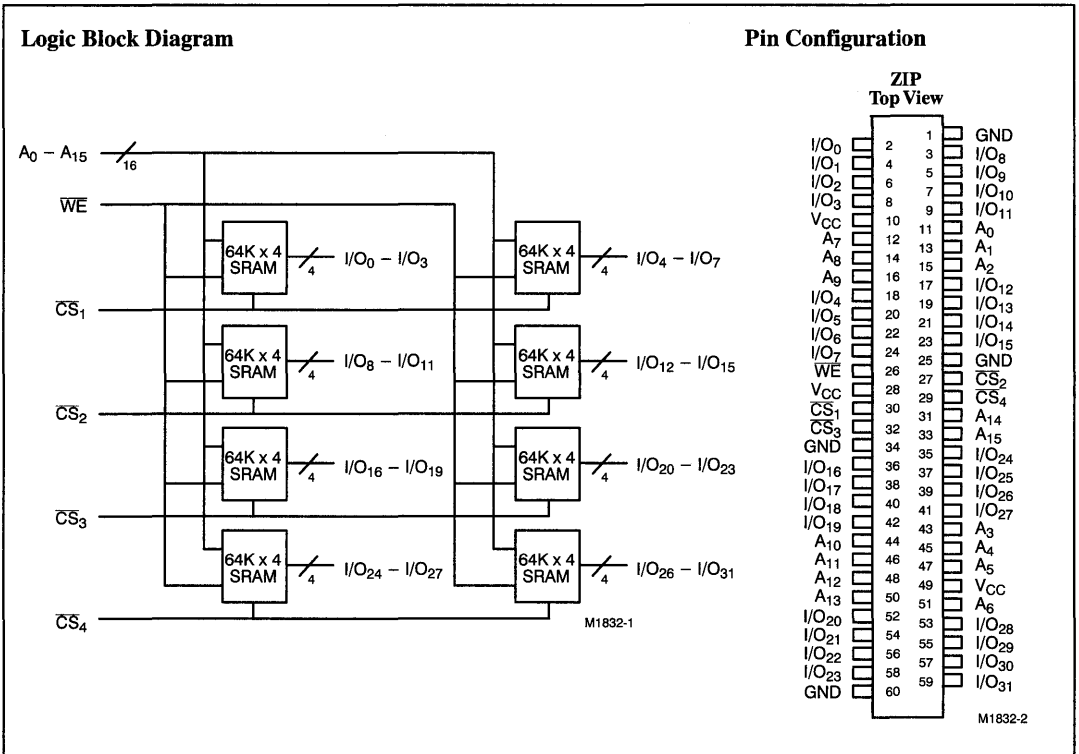 Logic Block Diagram
A0 – A15
16
WE
64K x 4
SRAM
4
I/O0 – I/O3
64K x 4
SRAM
4
I/O4 – I/O7
CS1
64K x 4
SRAM
4
I/O8 – I/O11
64K x 4
SRAM
4
I/O12 – I/O15
CS2
64K x 4
SRAM
4
I/O16 – I/O19
64K x 4
SRAM
4
I/O20 – I/O23
CS3
64K x 4
SRAM
4
I/O24 – I/O27
64K x 4
SRAM
4
I/O26 – I/O31
CS4
M1832-1
Pin Configuration
ZIP
Top View
1 GND
I/O0 2
3 I/O8
I/O1 4
5 I/O9
I/O2 6
7 I/O10
I/O3 8
9 I/O11
VCC 10
11 A0
A7 12
13 A1
A8 14
15 A2
A9 16
17 I/O12
I/O4 18
19 I/O13
I/O5 20
21 I/O14
I/O6 22
23 I/O15
I/O7 24
25 GND
WE 26
27 CS2
VCC 28
29 CS4
CS1 30
31 A14
CS3 32
33 A15
GND 34
35 I/O24
I/O16 36
37 I/O25
I/O17 38
39 I/O26
I/O18 40
41 I/O27
I/O19 42
43 A3
A10 44
45 A4
A11 46
47 A5
A12 48
49 VCC
A13 50
51 A6
I/O20 52
53 I/O28
I/O21 54
55 I/O29
I/O22 56
57 I/O30
I/O23 58
59 I/O31
GND 60
M1832-2